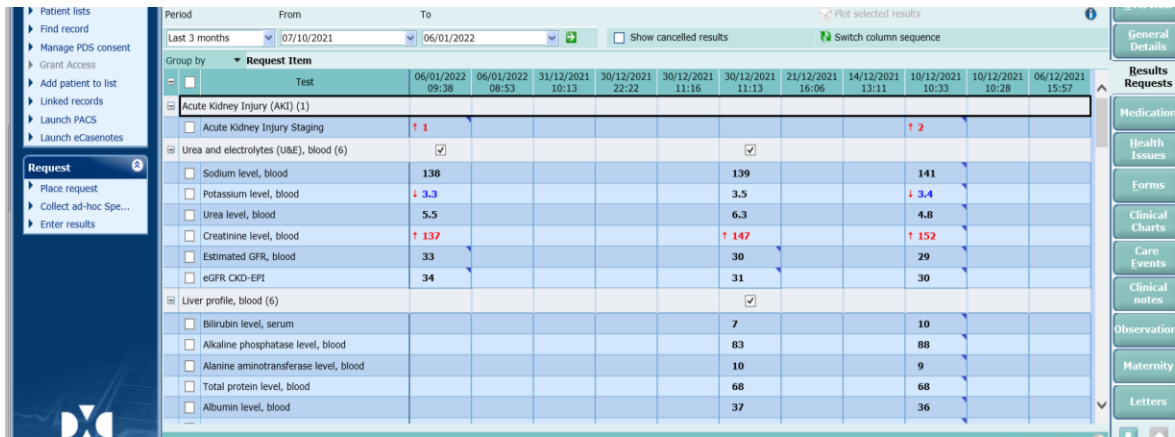 Patient lists
Find record
Manage PDS consent
Grant Access
Add patient to list
Linked records
Launch PACS
Launch eCasenotes
Request
Place request
Collect ad-hoc Spe...
Enter results
Period From To Plot selected results
Last 3 months 07/10/2021 06/01/2022 Show cancelled results Switch column sequence
Group by Request Item
Test 06/01/2022 09:38 06/01/2022 08:53 31/12/2021 10:13 30/12/2021 22:22 30/12/2021 11:16 30/12/2021 11:13 21/12/2021 16:06 14/12/2021 13:11 10/12/2021 10:33 10/12/2021 10:28 06/12/2021 15:57
Acute Kidney Injury (AKI) (1)
Acute Kidney Injury Staging ↑ 1 ↑ 2
Urea and electrolytes (U&E), blood (6)
Sodium level, blood 138 139 141
Potassium level, blood ↓ 3.3 3.5 ↓ 3.4
Urea level, blood 5.5 6.3 4.8
Creatinine level, blood ↑ 137 ↑ 147 ↑ 152
Estimated GFR, blood 33 30 29
eGFR CKD-EPI 34 31 30
Liver profile, blood (6)
Bilirubin level, serum 7 10
Alkaline phosphatase level, blood 83 88
Alanine aminotransferase level, blood 10 9
Total protein level, blood 68 68
Albumin level, blood 37 36
General
Details
Results
Requests
Medication
Health
Issues
Forms
Clinical
Charts
Care
Events
Clinical
notes
Observation
Maternity
Letters